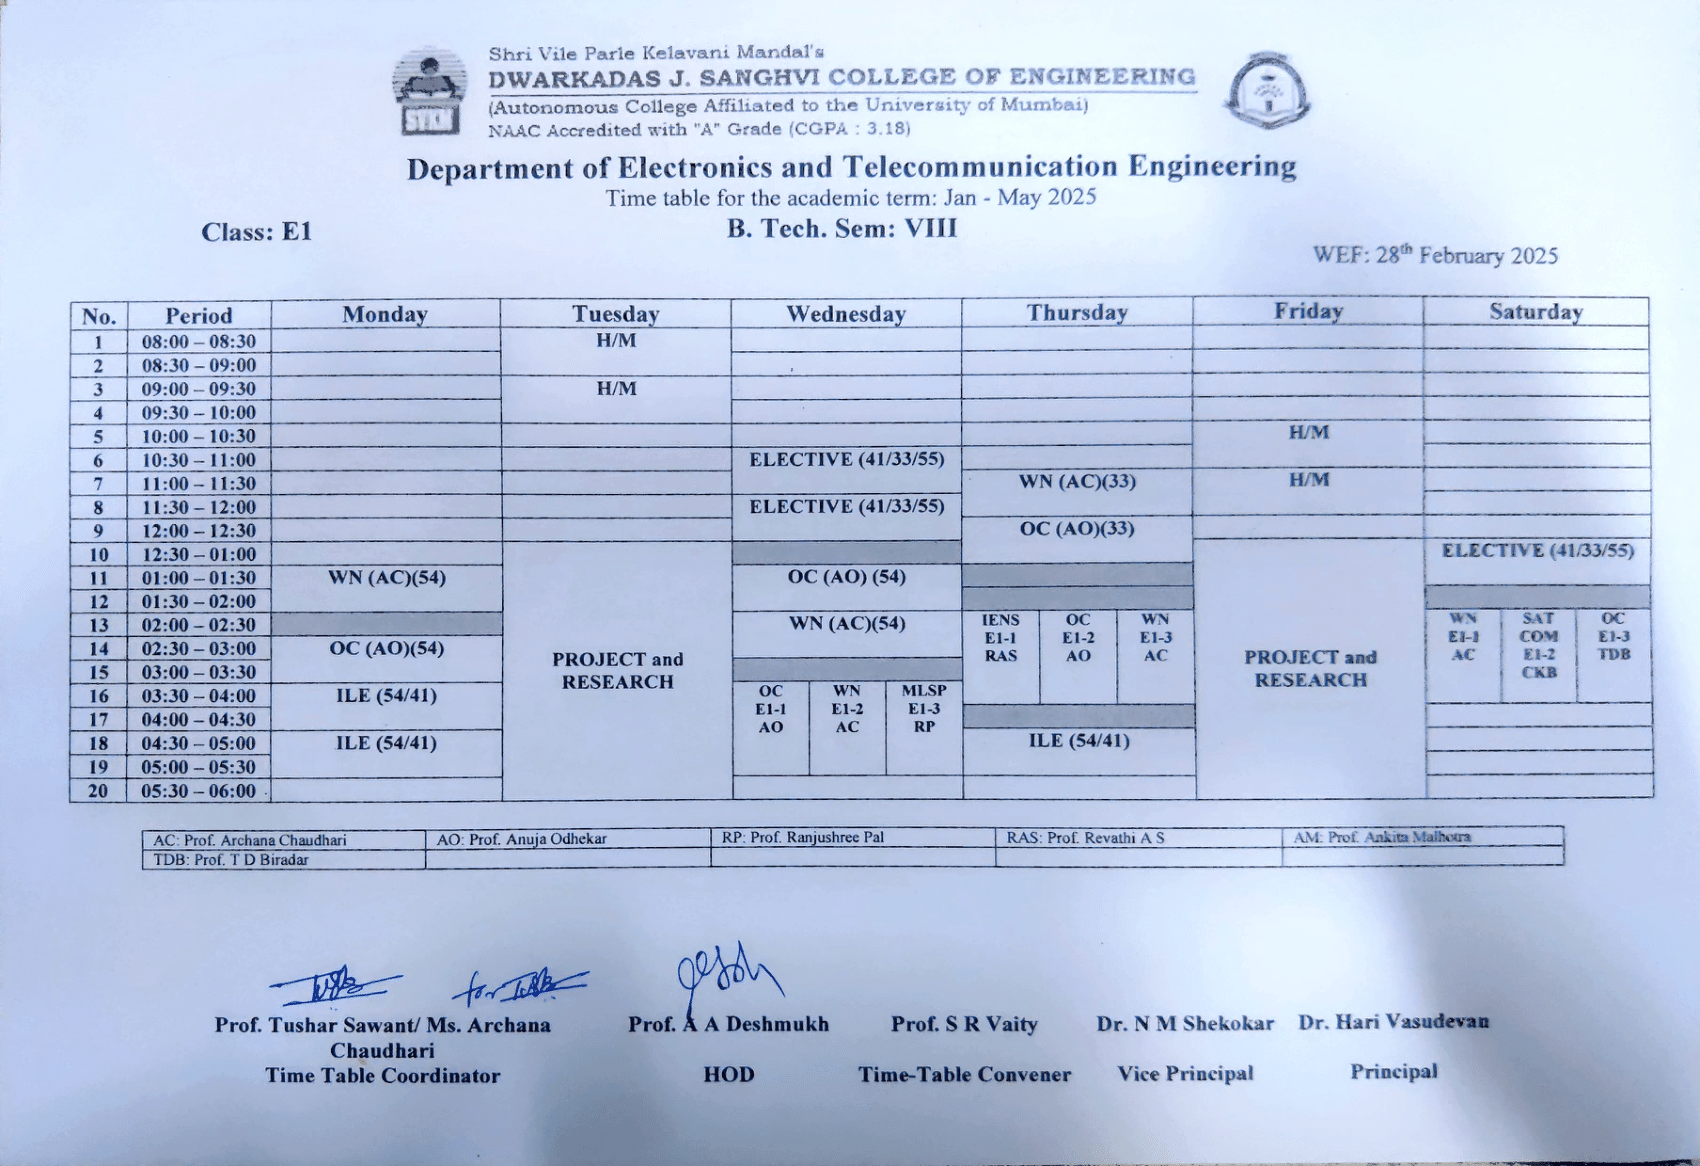 Shri Vile Parle Kelavani Mandal's
DWARKADAS J. SANGHVI COLLEGE OF ENGINEERING
(Autonomous College Affiliated to the University of Mumbai)
NAAC Accredited with "A" Grade (CGPA : 3.18)
SVKM
Department of Electronics and Telecommunication Engineering
Time table for the academic term: Jan - May 2025
Class: E1 B. Tech. Sem: VIII
WEF: 28th February 2025
No. Period Monday Tuesday Wednesday Thursday Friday Saturday
1 08:00 – 08:30 H/M
2 08:30 – 09:00
3 09:00 – 09:30 H/M
4 09:30 – 10:00
5 10:00 – 10:30 H/M
6 10:30 – 11:00 ELECTIVE (41/33/55)
7 11:00 – 11:30 WN (AC)(33) H/M
8 11:30 – 12:00 ELECTIVE (41/33/55)
9 12:00 – 12:30 OC (AO)(33)
10 12:30 – 01:00 ELECTIVE (41/33/55)
11 01:00 – 01:30 WN (AC)(54) OC (AO) (54)
12 01:30 – 02:00
13 02:00 – 02:30 WN (AC)(54) IENS OC WN WN SAT OC
E1-1 E1-2 E1-3 E1-1 COM E1-3
14 02:30 – 03:00 OC (AO)(54) RAS AO AC AC E1-2 TDB
PROJECT and PROJECT and
15 03:00 – 03:30 CKB
RESEARCH RESEARCH
16 03:30 – 04:00 ILE (54/41) OC WN MLSP
E1-1 E1-2 E1-3
17 04:00 – 04:30 AO AC RP
18 04:30 – 05:00 ILE (54/41) ILE (54/41)
19 05:00 – 05:30
20 05:30 – 06:00
AC: Prof. Archana Chaudhari AO: Prof. Anuja Odhekar RP: Prof. Ranjushree Pal RAS: Prof. Revathi A S AM: Prof. Ankita Malhotra
TDB: Prof. T D Biradar
for
Prof. Tushar Sawant/ Ms. Archana Prof. A A Deshmukh Prof. S R Vaity Dr. N M Shekokar Dr. Hari Vasudevan
Chaudhari
Time Table Coordinator HOD Time-Table Convener Vice Principal Principal